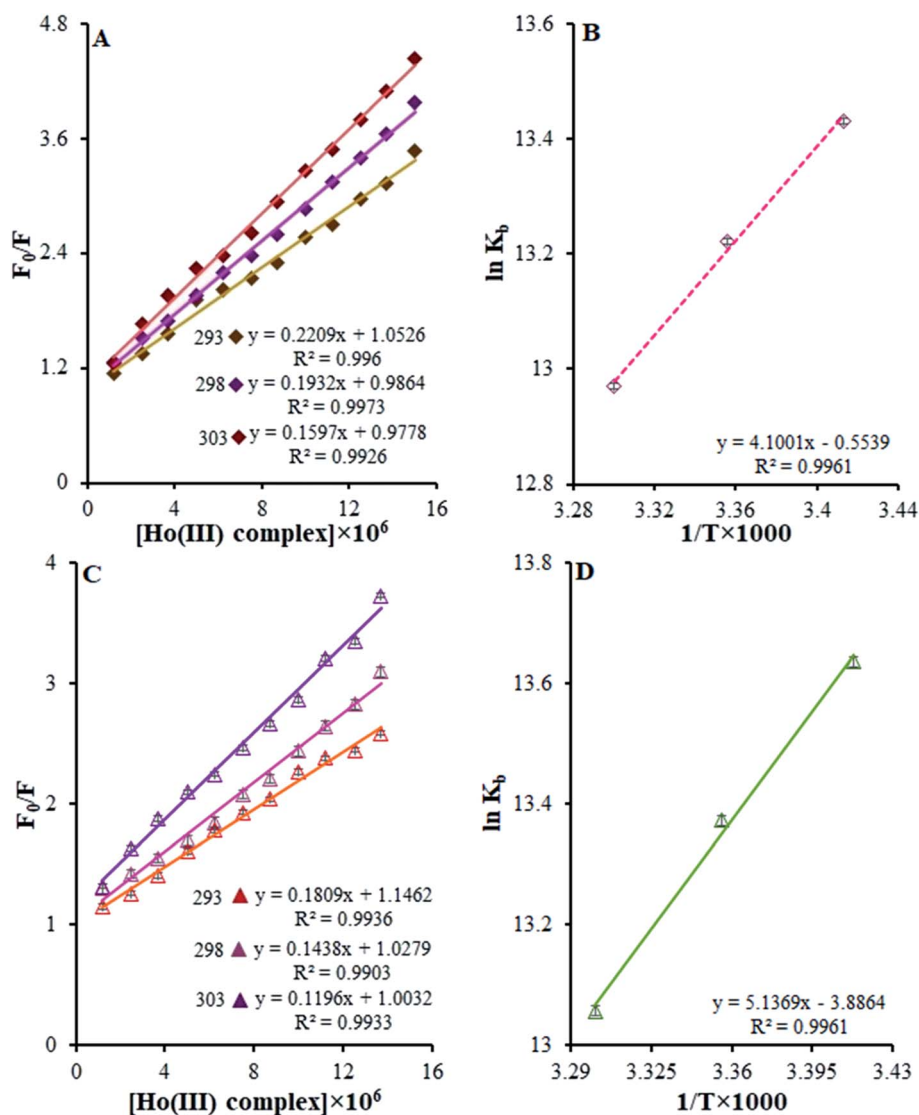 A
4.8
3.6
2.4
1.2
0
F₀/F
293 y = 0.2209x + 1.0526
R² = 0.996
298 y = 0.1932x + 0.9864
R² = 0.9973
303 y = 0.1597x + 0.9778
R² = 0.9926
0 4 8 12 16
[Ho(III) complex]×10⁶
B
13.6
13.4
13.2
13
12.8
ln K_b
y = 4.1001x - 0.5539
R² = 0.9961
3.28 3.32 3.36 3.4 3.44
1/T×1000
C
4
3
2
1
0
F₀/F
293 y = 0.1809x + 1.1462
R² = 0.9936
298 y = 0.1438x + 1.0279
R² = 0.9903
303 y = 0.1196x + 1.0032
R² = 0.9933
0 4 8 12 16
[Ho(III) complex]×10⁶
D
13.8
13.6
13.4
13.2
13
ln K_b
y = 5.1369x - 3.8864
R² = 0.9961
3.29 3.325 3.36 3.395 3.43
1/T×1000